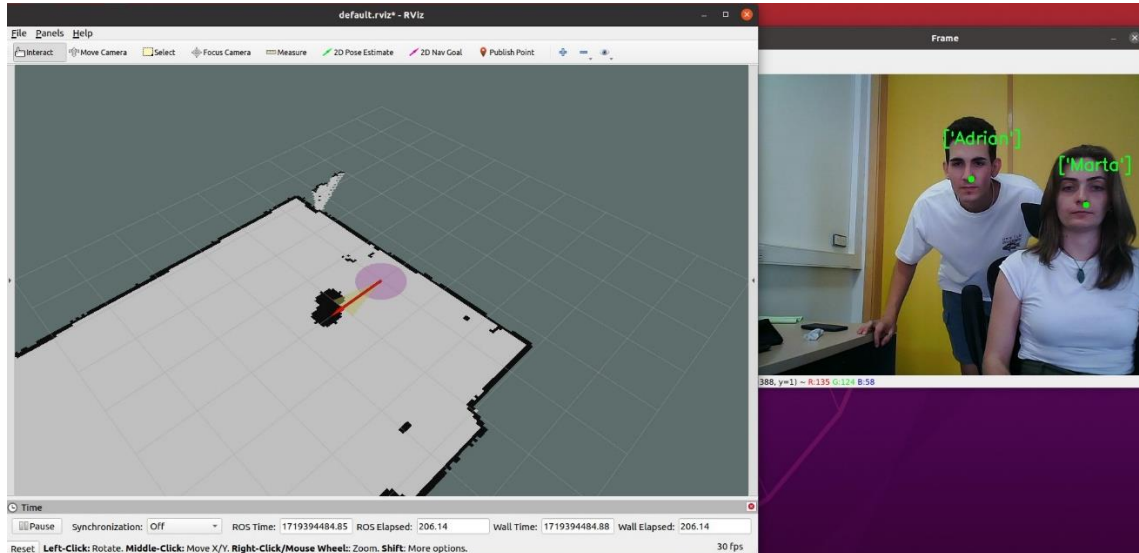 default.rviz* - RViz
File Panels Help
Interact Move Camera Select Focus Camera Measure 2D Pose Estimate 2D Nav Goal Publish Point
Time
Pause Synchronization: Off ROS Time: 1719394484.85 ROS Elapsed: 206.14 Wall Time: 1719394484.88 Wall Elapsed: 206.14
Reset Left-Click: Rotate. Middle-Click: Move X/Y. Right-Click/Mouse Wheel:: Zoom. Shift: More options. 30 fps
Frame
['Adrian']
['Marta']
388, y=1) ~ R:135 G:124 B:58